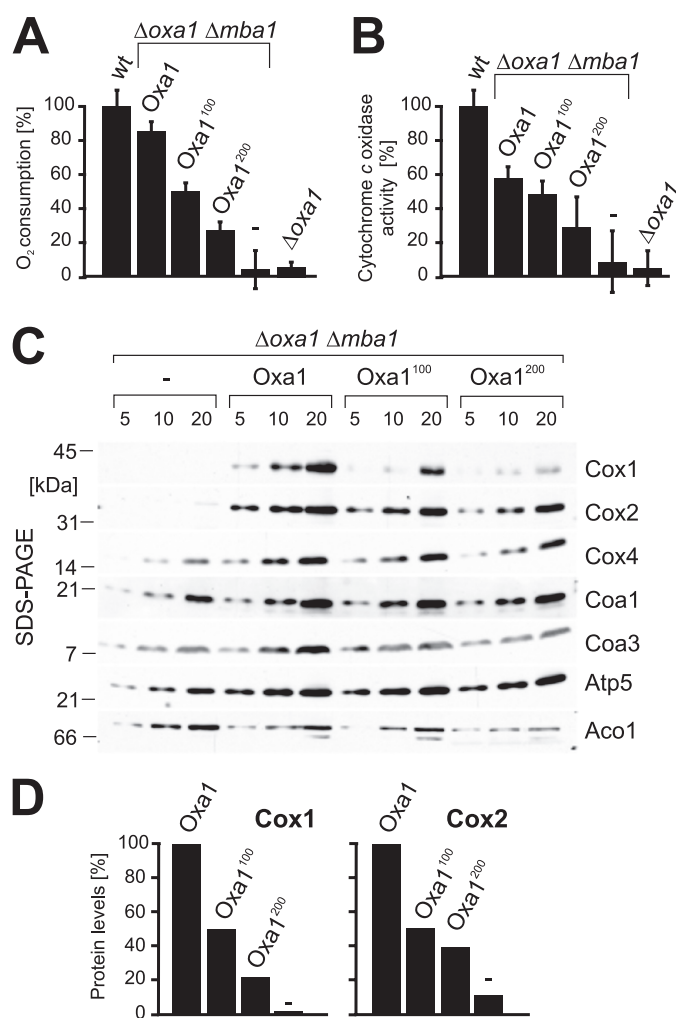 A
Δoxa1 Δmba1
wt
Oxa1
Oxa1¹⁰⁰
Oxa1²⁰⁰
-
Δoxa1
O₂ consumption [%]
100
80
60
40
20
0
B
Δoxa1 Δmba1
wt
Oxa1
Oxa1¹⁰⁰
Oxa1²⁰⁰
-
Δoxa1
Cytochrome c oxidase
activity [%]
100
80
60
40
20
0
C
Δoxa1 Δmba1
- Oxa1 Oxa1¹⁰⁰ Oxa1²⁰⁰
5 10 20 5 10 20 5 10 20 5 10 20
SDS-PAGE
45
[kDa]
Cox1
31
Cox2
14
Cox4
21
Coa1
7
Coa3
21
Atp5
66
Aco1
D
Cox1
Oxa1
Oxa1¹⁰⁰
Oxa1²⁰⁰
-
Protein levels [%]
100
80
60
40
20
0
Cox2
Oxa1
Oxa1¹⁰⁰
Oxa1²⁰⁰
-